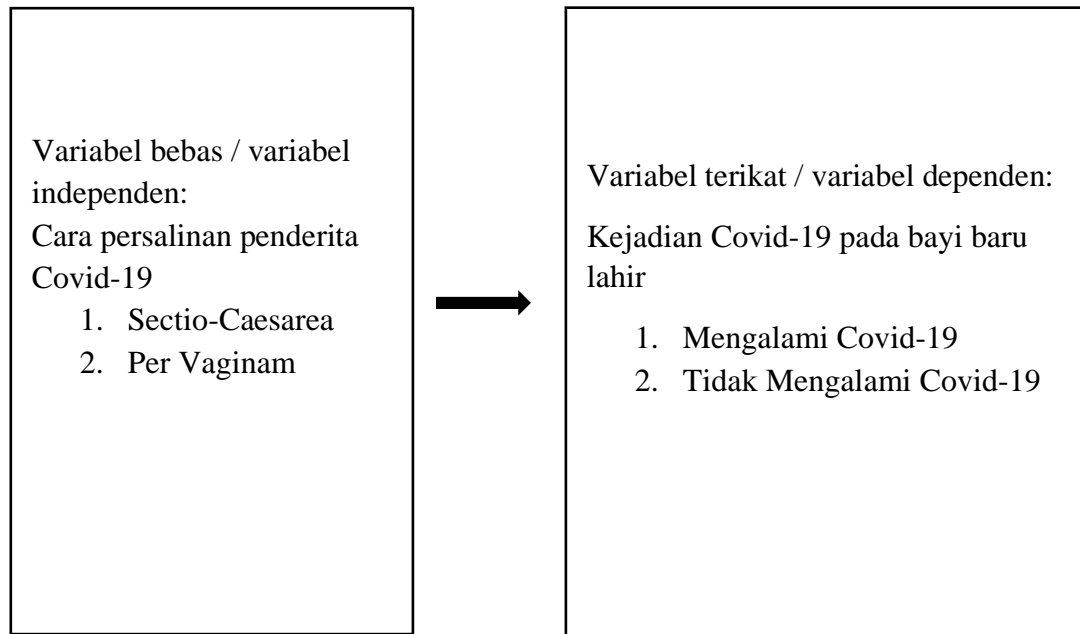 Variabel bebas / variabel
independen:
Cara persalinan penderita
Covid-19
1. Sectio-Caesarea
2. Per Vaginam
Variabel terikat / variabel dependen:
Kejadian Covid-19 pada bayi baru
lahir
1. Mengalami Covid-19
2. Tidak Mengalami Covid-19